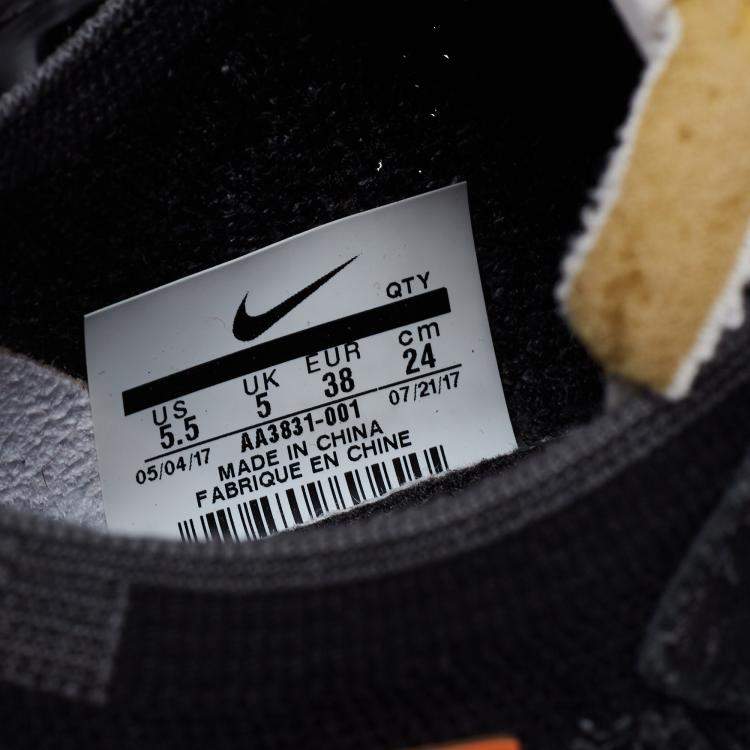 QTY
US UK EUR cm
5.5 5 38 24
05/04/17 AA3831-001 07/21/17
MADE IN CHINA
FABRIQUE EN CHINE